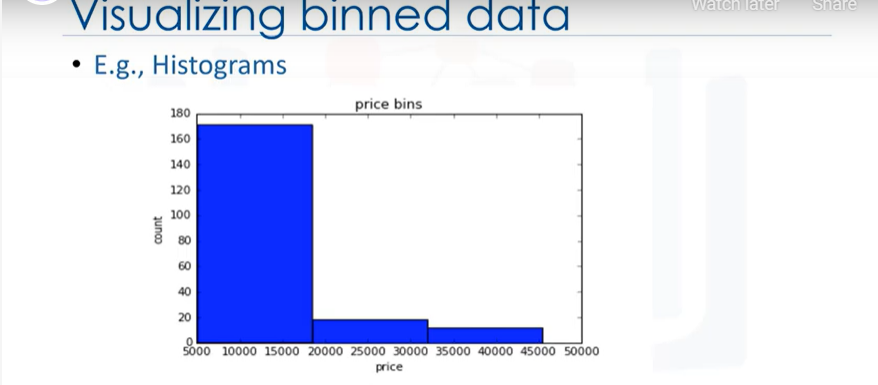 Visualizing binned data
Watch later Share
• E.g., Histograms
price bins
180
160
140
120
100
80
60
40
20
0
count
5000 10000 15000 20000 25000 30000 35000 40000 45000 50000
price